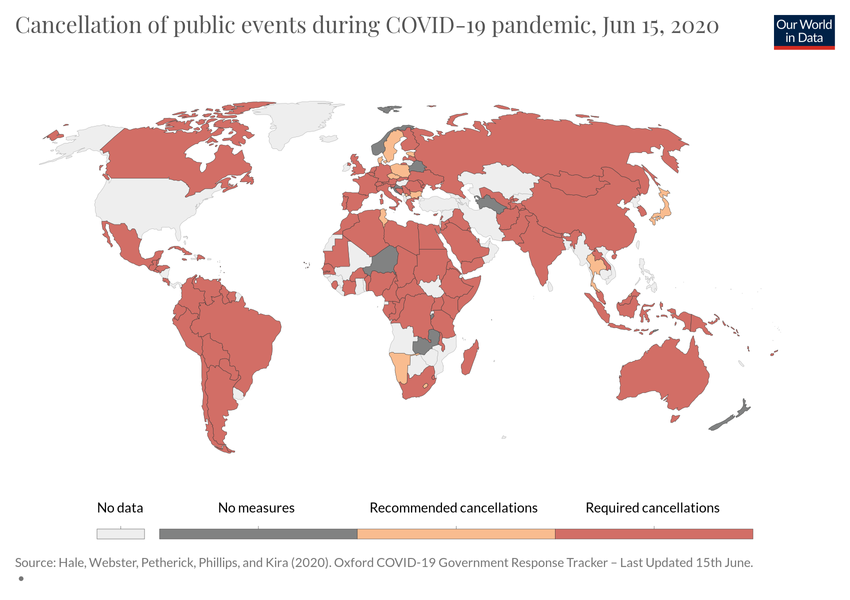 Cancellation of public events during COVID-19 pandemic, Jun 15, 2020
Our World
in Data
No data
No measures
Recommended cancellations
Required cancellations
Source: Hale, Webster, Petherick, Phillips, and Kira (2020). Oxford COVID-19 Government Response Tracker – Last Updated 15th June.
•